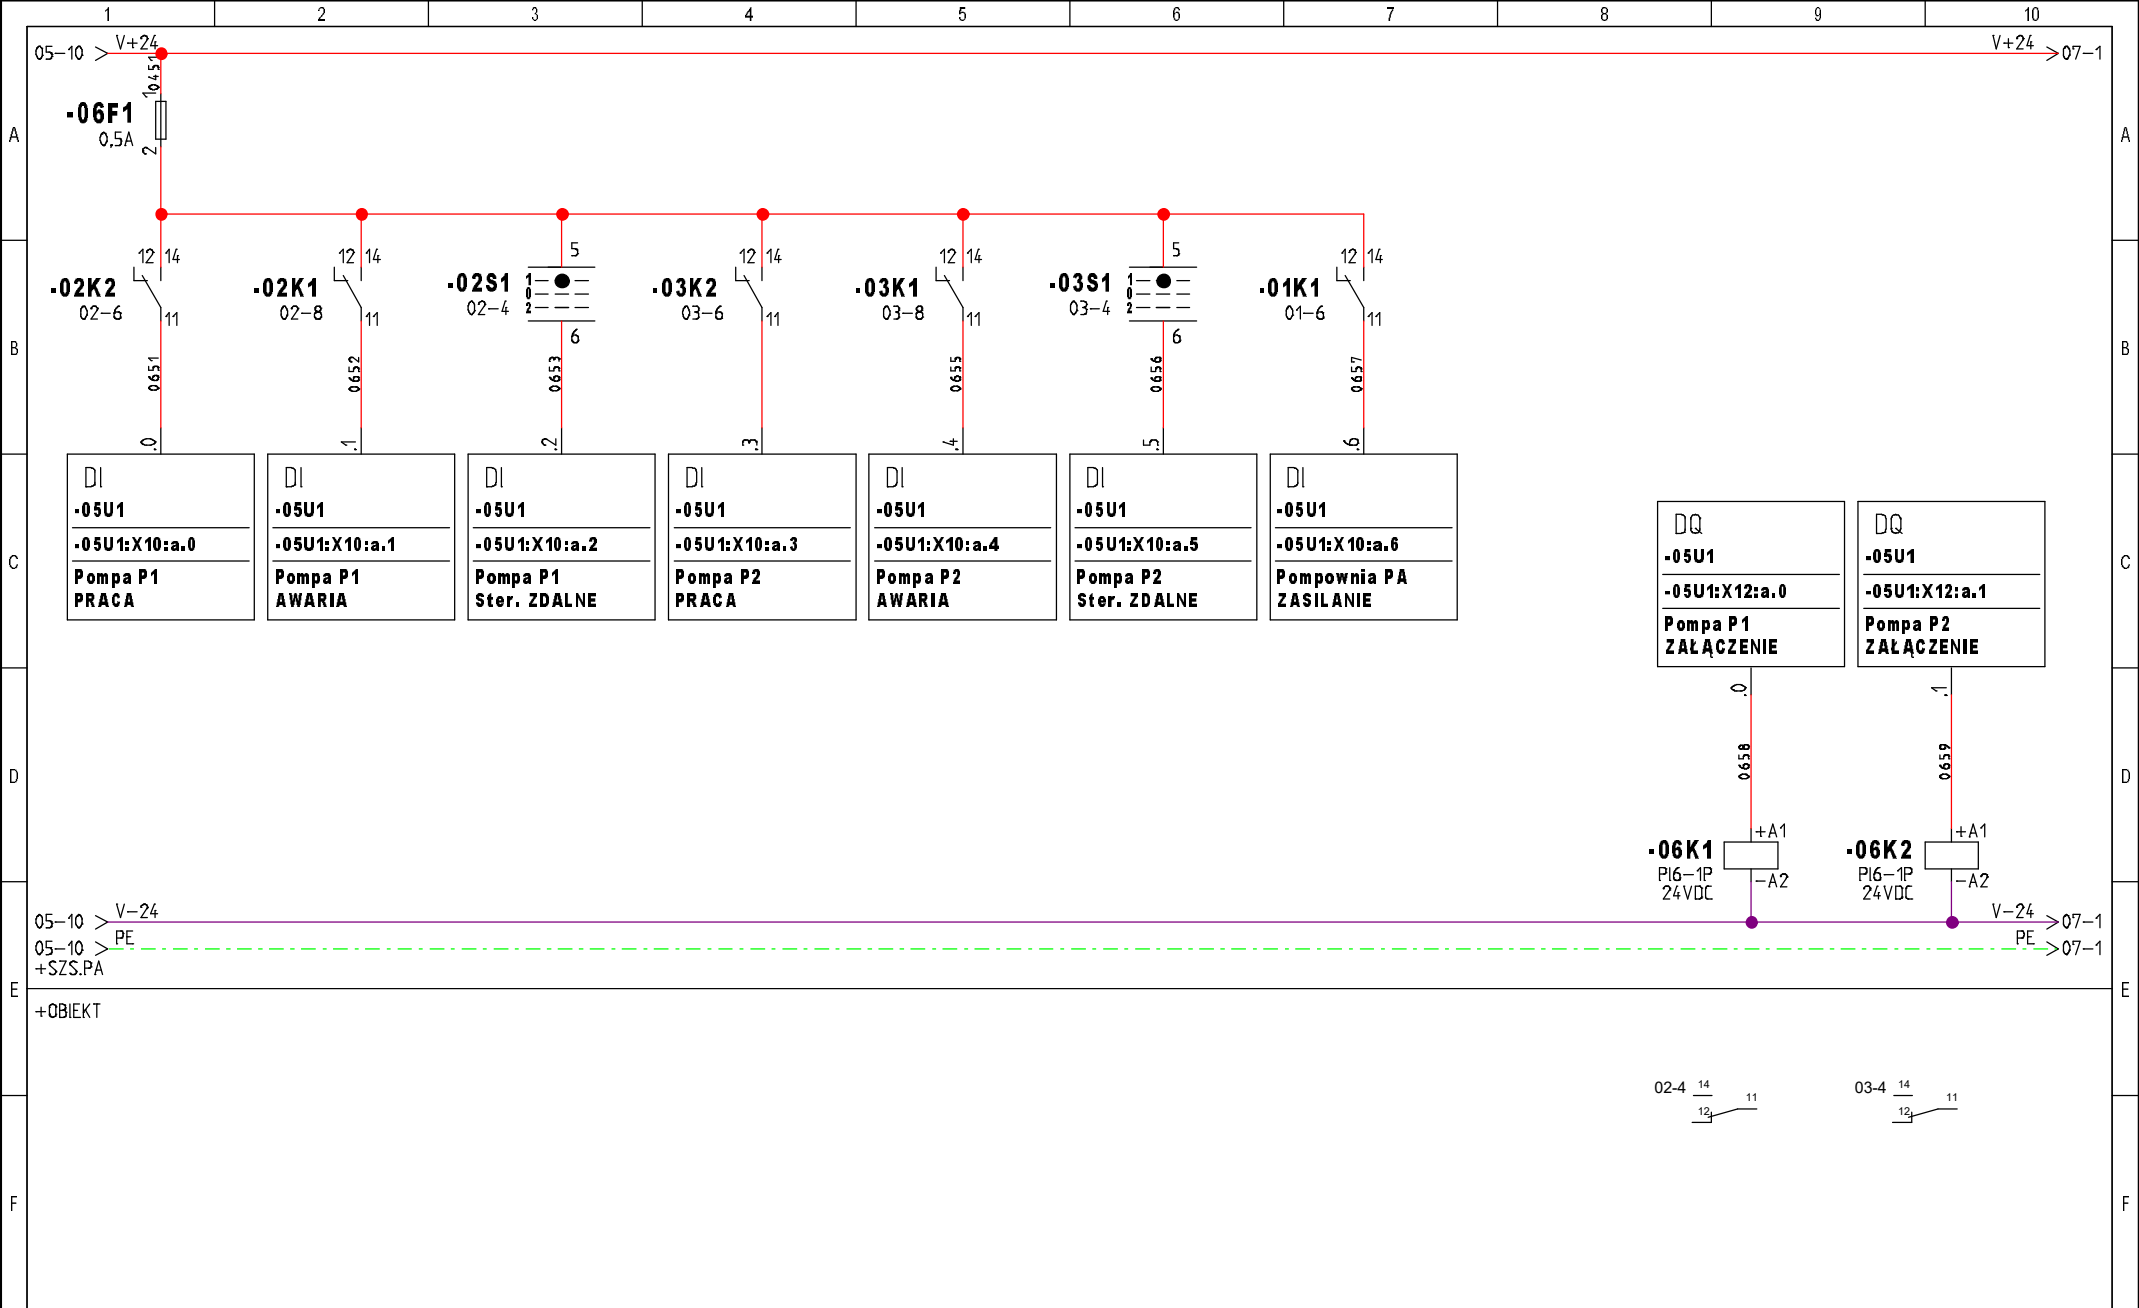 1 2 3 4 5 6 7 8 9 10
05-10 V+24 V+24 07-1
0451
1
-06F1
0,5A
2
A A
12 14 12 14 5 12 14 12 14 5 12 14
-02K2 -02K1 -02S1 1 0 2 -03K2 -03K1 -03S1 1 0 2 -01K1
02-6 02-8 02-4 03-6 03-8 03-4 01-6
11 11 6 11 11 6 11
B B
0651 0652 0653 0655 0656 0657
.0 .1 .2 .3 .4 .5 .6
DI
-05U1
-05U1:X10:a.0
Pompa P1
PRACA
DI
-05U1
-05U1:X10:a.1
Pompa P1
AWARIA
DI
-05U1
-05U1:X10:a.2
Pompa P1
Ster. ZDALNE
DI
-05U1
-05U1:X10:a.3
Pompa P2
PRACA
DI
-05U1
-05U1:X10:a.4
Pompa P2
AWARIA
DI
-05U1
-05U1:X10:a.5
Pompa P2
Ster. ZDALNE
DI
-05U1
-05U1:X10:a.6
Pompownia PA
ZASILANIE
DQ
-05U1
-05U1:X12:a.0
Pompa P1
ZAŁĄCZENIE
DQ
-05U1
-05U1:X12:a.1
Pompa P2
ZAŁĄCZENIE
C C
.0 .1
0658 0659
D D
+A1 +A1
-06K1 -06K2
PI6-1P PI6-1P
24VDC 24VDC
-A2 -A2
05-10 V-24 V-24 07-1
05-10 PE PE 07-1
+SZS.PA
E E
+OBIEKT
02-4 14 11 03-4 14 11
12 12
F F